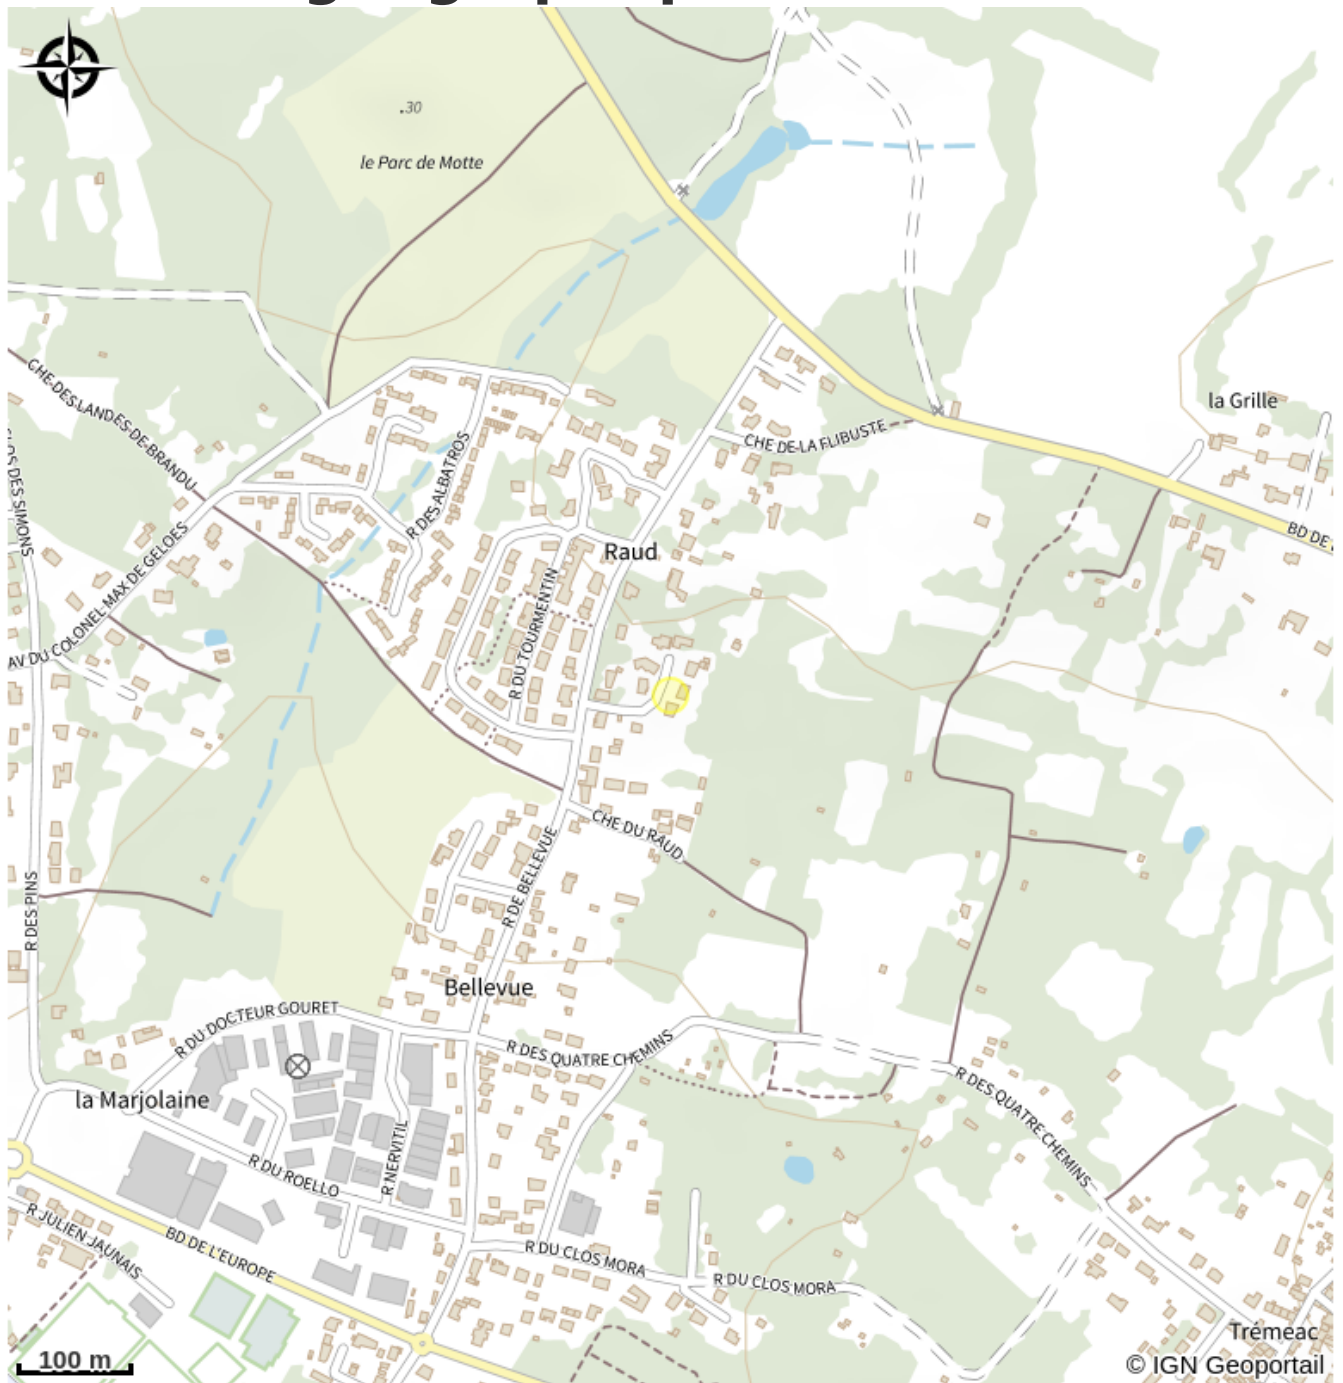 .30
le Parc de Motte
CHE DES LANDES DE BRANDU
la Grille
CHE DE LA FLIBUSTE
R DES ALBATROS
DES SIMONS
BD DE
Raud
AV DU COLONEL MAX DE GELOES
R DU TOURMENTIN
CHE DU RAUD
R DE BELLEVUE
R DES PINS
Bellevue
R DU DOCTEUR GOURET
R DES QUATRE CHEMINS
la Marjolaine
R DES QUATRE CHEMINS
R NERVITIL
R DU ROELLO
R JULIEN JAUNAIS
BD DE L'EUROPE
R DU CLOS MORA
R DU CLOS MORA
Trémeac
100 m
© IGN Geoportail